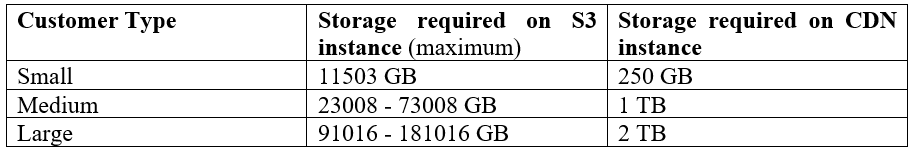 Customer Type Storage required on S3 Storage required on CDN
instance (maximum) instance
Small 11503 GB 250 GB
Medium 23008 - 73008 GB 1 TB
Large 91016 - 181016 GB 2 TB